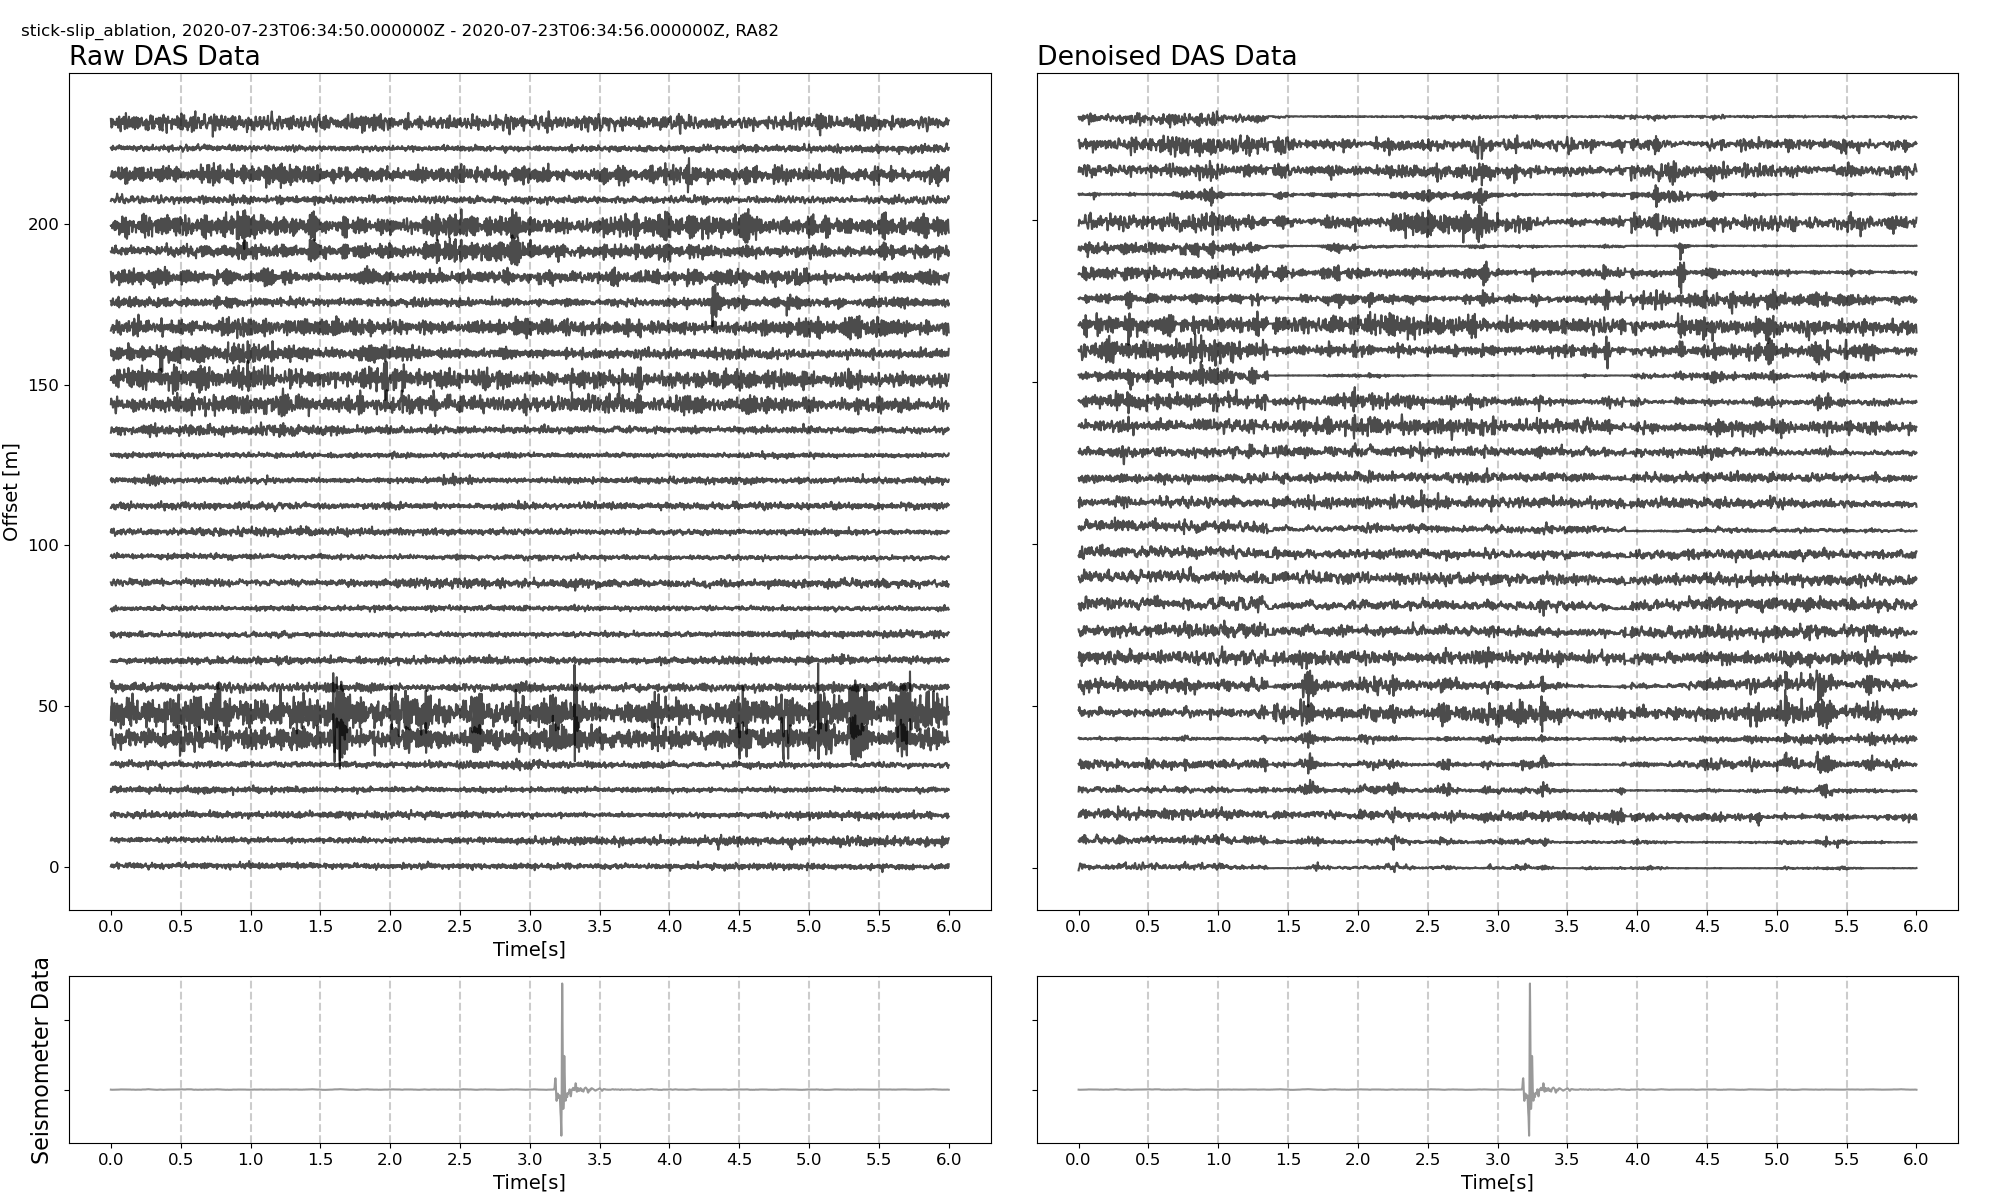 stick-slip_ablation, 2020-07-23T06:34:50.000000Z - 2020-07-23T06:34:56.000000Z, RA82
Raw DAS Data
Denoised DAS Data
Offset [m]
200
150
100
50
0
0.0 0.5 1.0 1.5 2.0 2.5 3.0 3.5 4.0 4.5 5.0 5.5 6.0
Time[s]
0.0 0.5 1.0 1.5 2.0 2.5 3.0 3.5 4.0 4.5 5.0 5.5 6.0
Seismometer Data
0.0 0.5 1.0 1.5 2.0 2.5 3.0 3.5 4.0 4.5 5.0 5.5 6.0
Time[s]
0.0 0.5 1.0 1.5 2.0 2.5 3.0 3.5 4.0 4.5 5.0 5.5 6.0
Time[s]